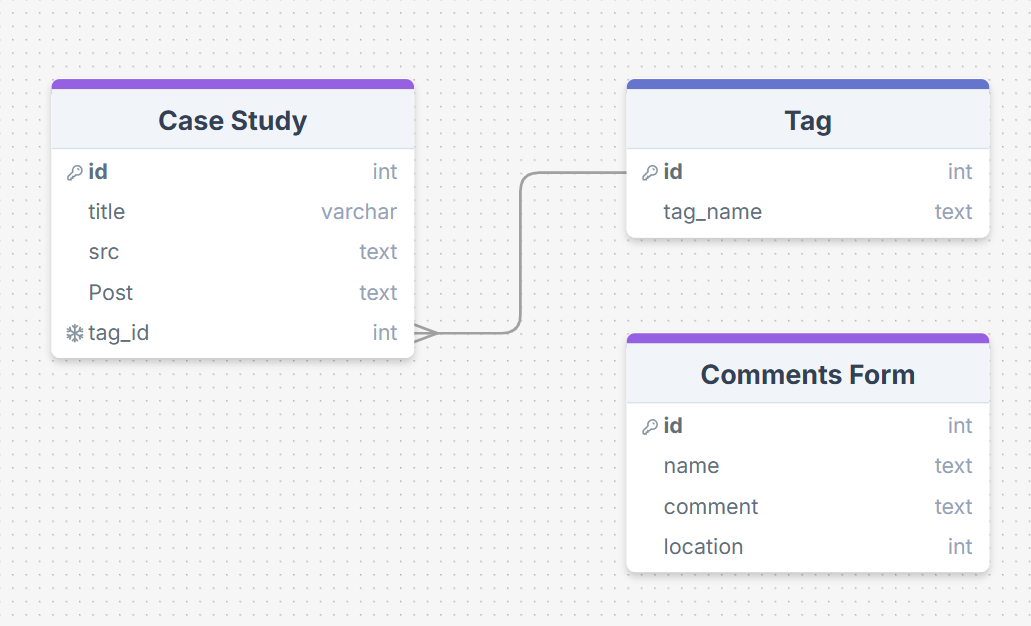 Case Study
id int
title varchar
src text
Post text
tag_id int
Tag
id int
tag_name text
Comments Form
id int
name text
comment text
location int